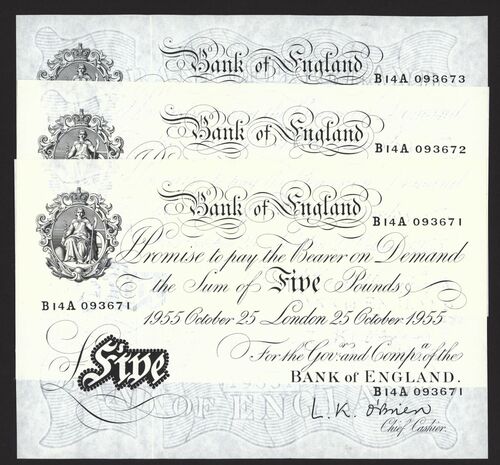 Bank of England
B14A 093673
Bank of England
B14A 093672
Bank of England
B14A 093671
I Promise to pay the Bearer on Demand
the Sum of Five Pounds
B14A 093671
1955 October 25 London 25 October 1955
£ Five
For the Govr. and Compa. of the
BANK of ENGLAND.
B14A 093671
L.K. O'Brien
Chief Cashier.
OF ENGLAND